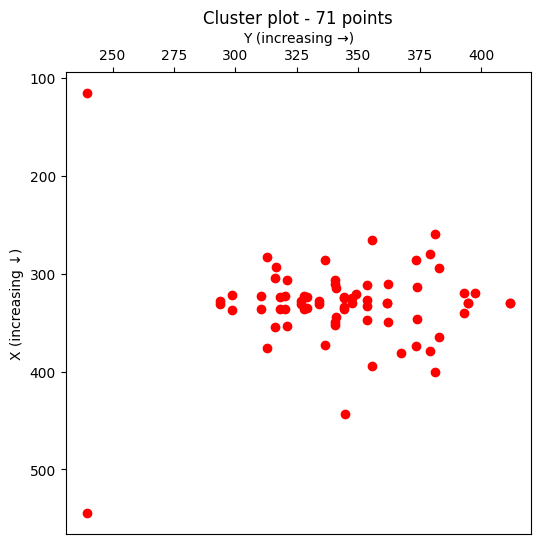 Cluster plot - 71 points
Y (increasing →)
250 275 300 325 350 375 400
100
200
300
400
500
X (increasing ↓)